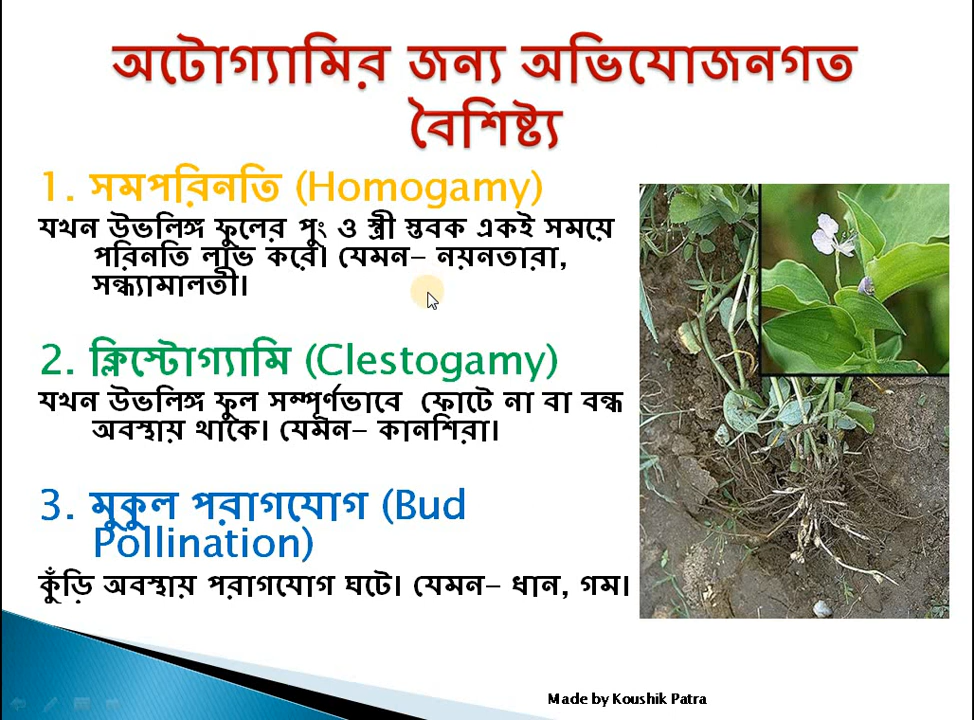 অটোগ্যামির জন্য অভিযোজনগত
বৈশিষ্ট্য
1. সমপরিনতি (Homogamy)
যখন উভলিঙ্গ ফুলের পুং ও স্ত্রী স্তবক একই সময়ে
পরিনতি লাভ করে। যেমন– নয়নতারা,
সন্ধ্যামালতী।
2. ক্লিস্টোগ্যামি (Clestogamy)
যখন উভলিঙ্গ ফুল সম্পূর্ণভাবে ফোটে না বা বন্ধ
অবস্থায় থাকে। যেমন– কানশিরা।
3. মুকুল পরাগযোগ (Bud
Pollination)
কুঁড়ি অবস্থায় পরাগযোগ ঘটে। যেমন– ধান, গম।
Made by Koushik Patra